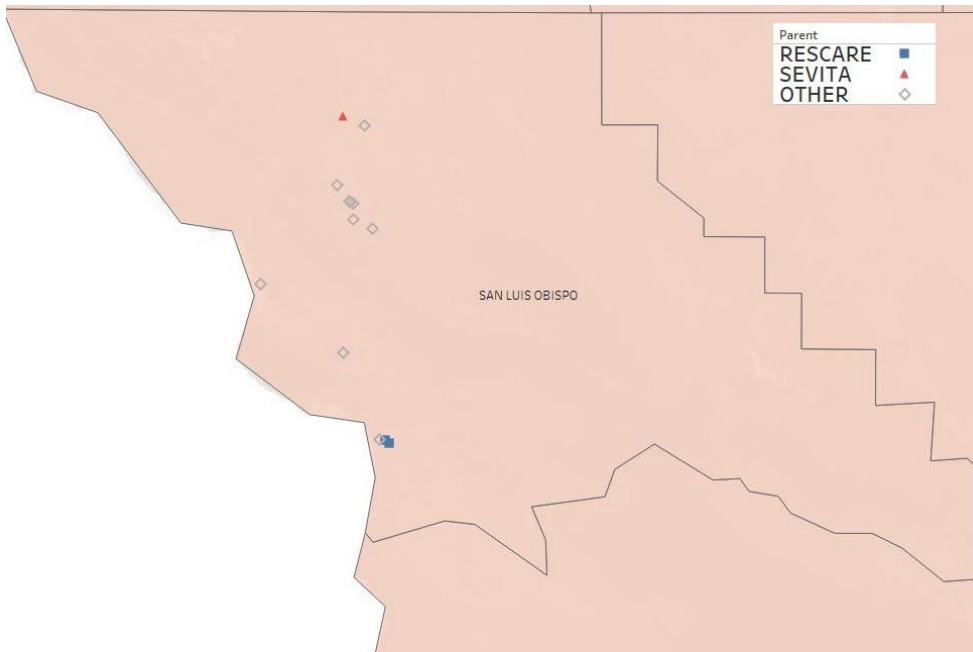 Parent
RESCARE
SEVITA
OTHER
SAN LUIS OBISPO